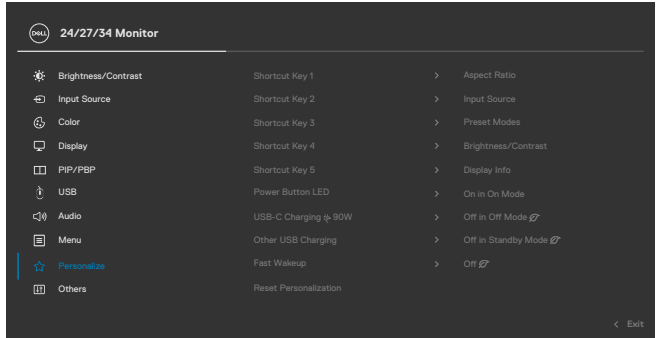 DELL 24/27/34 Monitor
Brightness/Contrast Shortcut Key 1 > Aspect Ratio
Input Source Shortcut Key 2 > Input Source
Color Shortcut Key 3 > Preset Modes
Display Shortcut Key 4 > Brightness/Contrast
PIP/PBP Shortcut Key 5 > Display Info
USB Power Button LED > On in On Mode
Audio USB-C Charging 90W > Off in Off Mode
Menu Other USB Charging > Off in Standby Mode
Personalize Fast Wakeup > Off
Others Reset Personalization
< Exit